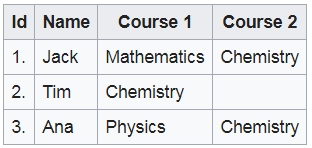 Id Name Course 1 Course 2
1. Jack Mathematics Chemistry
2. Tim Chemistry
3. Ana Physics Chemistry